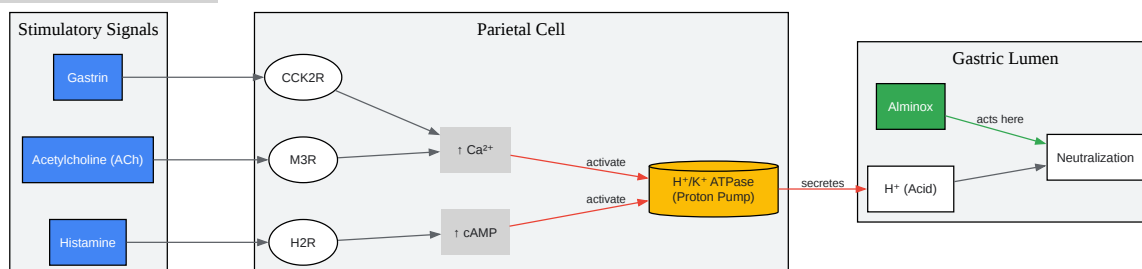 Stimulatory Signals
Gastrin
Acetylcholine (ACh)
Histamine
Parietal Cell
CCK2R
M3R
H2R
↑ Ca²⁺
↑ cAMP
activate
activate
H⁺/K⁺ ATPase
(Proton Pump)
secretes
Gastric Lumen
Alminox
acts here
H⁺ (Acid)
Neutralization